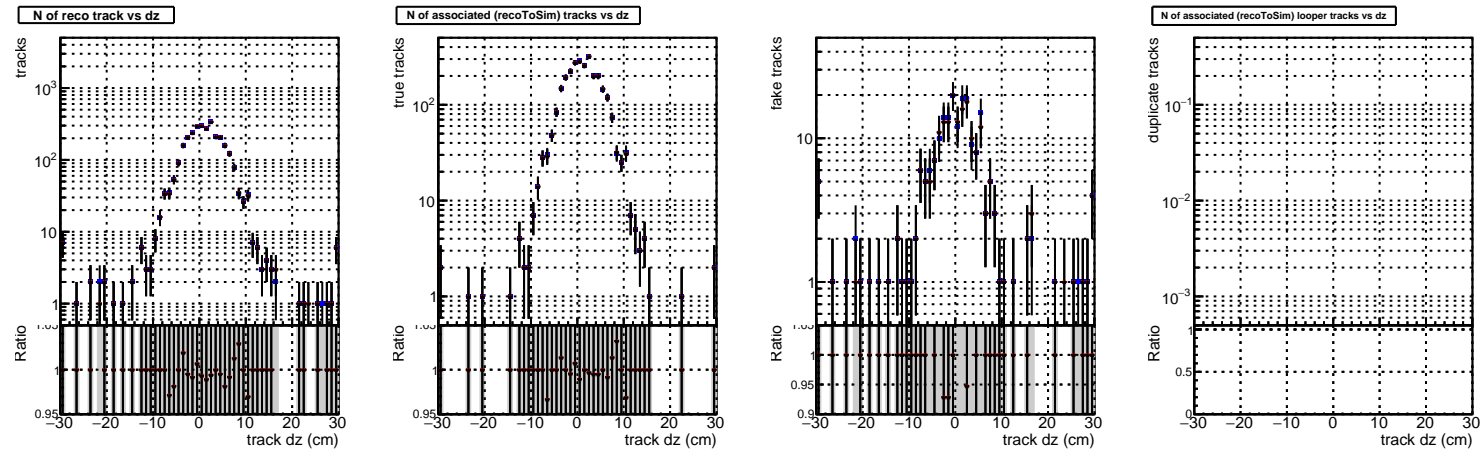 N of reco track vs dz
tracks
10³
10²
10
1
Ratio
1.05
1
0.95
−30 −20 −10 0 10 20 30
track dz (cm)
N of associated (recoToSim) tracks vs dz
true tracks
10²
10
1
Ratio
1.05
1
0.95
−30 −20 −10 0 10 20 30
track dz (cm)
fake tracks
10
1
Ratio
1
0.95
0.9
−30 −20 −10 0 10 20 30
track dz (cm)
N of associated (recoToSim) looper tracks vs dz
duplicate tracks
10⁻¹
10⁻²
10⁻³
Ratio
1
0.5
0
−30 −20 −10 0 10 20 30
track dz (cm)